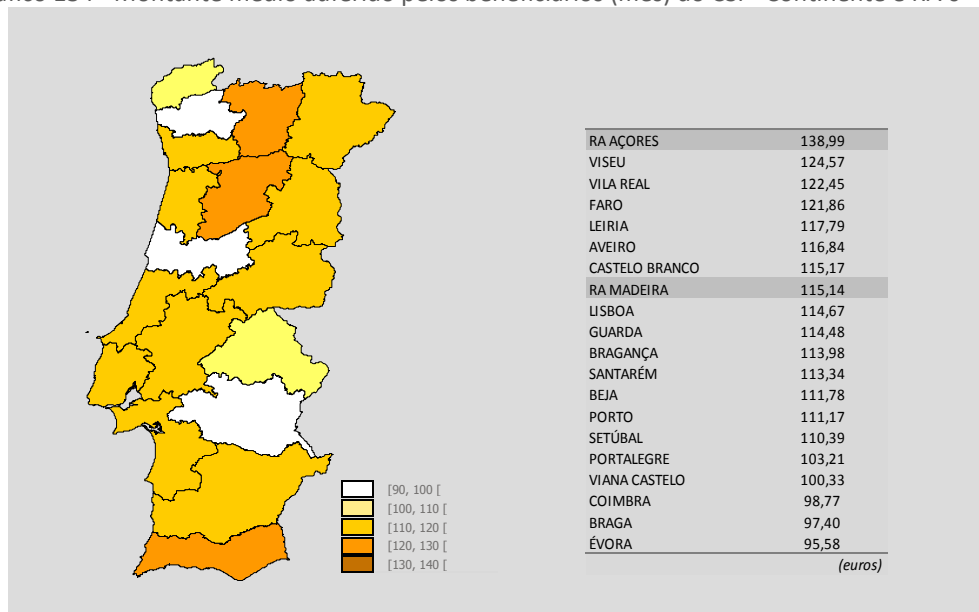 RA AÇORES 138,99
VISEU 124,57
VILA REAL 122,45
FARO 121,86
LEIRIA 117,79
AVEIRO 116,84
CASTELO BRANCO 115,17
RA MADEIRA 115,14
LISBOA 114,67
GUARDA 114,48
BRAGANÇA 113,98
SANTARÉM 113,34
BEJA 111,78
PORTO 111,17
SETÚBAL 110,39
PORTALEGRE 103,21
VIANA CASTELO 100,33
COIMBRA 98,77
BRAGA 97,40
ÉVORA 95,58
(euros)
[90, 100 [
[100, 110 [
[110, 120 [
[120, 130 [
[130, 140 [